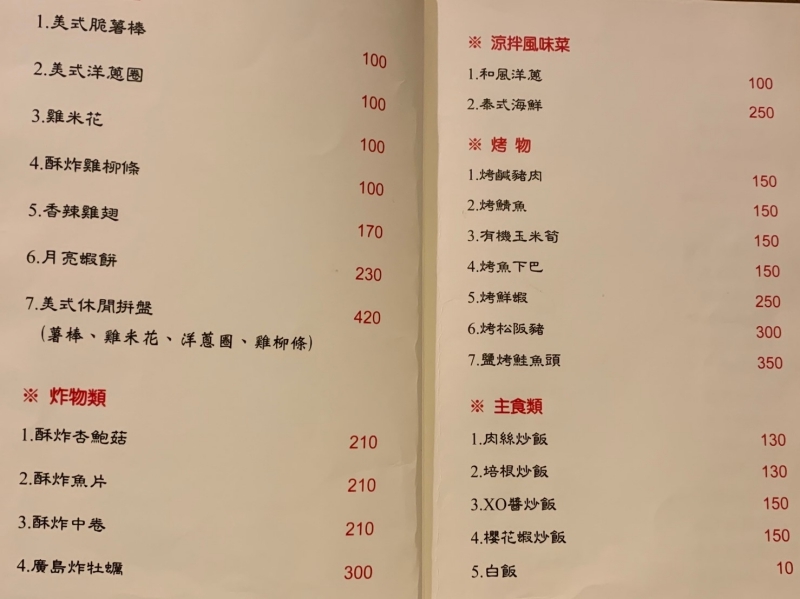 1.美式脆薯棒 100
2.美式洋蔥圈 100
3.雞米花 100
4.酥炸雞柳條 100
5.香辣雞翅 170
6.月亮蝦餅 230
7.美式休閒拼盤 420
(薯棒、雞米花、洋蔥圈、雞柳條)
※ 炸物類
1.酥炸杏鮑菇 210
2.酥炸魚片 210
3.酥炸中卷 210
4.廣島炸牡蠣 300
※ 涼拌風味菜
1.和風洋蔥 100
2.泰式海鮮 250
※ 烤 物
1.烤鹹豬肉 150
2.烤鯖魚 150
3.有機玉米筍 150
4.烤魚下巴 150
5.烤鮮蝦 250
6.烤松阪豬 300
7.鹽烤鮭魚頭 350
※ 主食類
1.肉絲炒飯 130
2.培根炒飯 130
3.XO醬炒飯 150
4.櫻花蝦炒飯 150
5.白飯 10